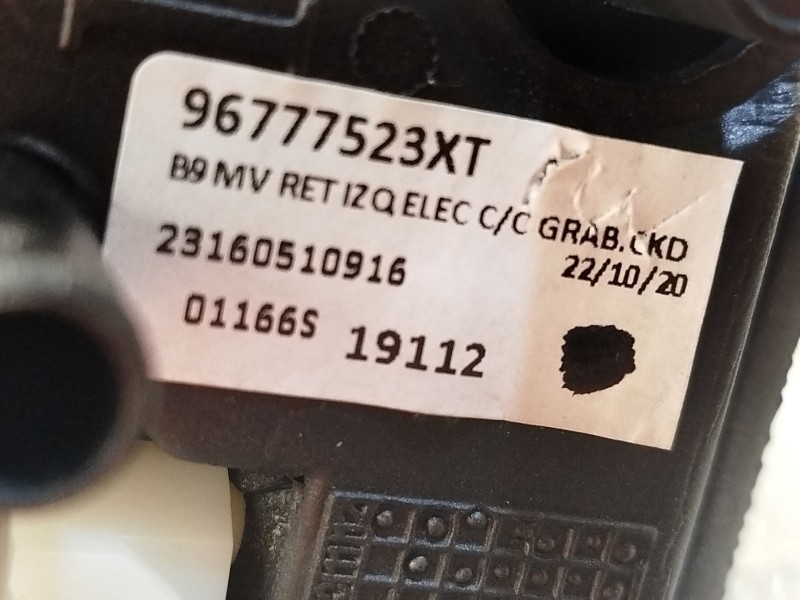 96777523XT
B9 MV RET IZQ ELEC C/C GRAB. CKD
23160510916
22/10/20
01166S 19112